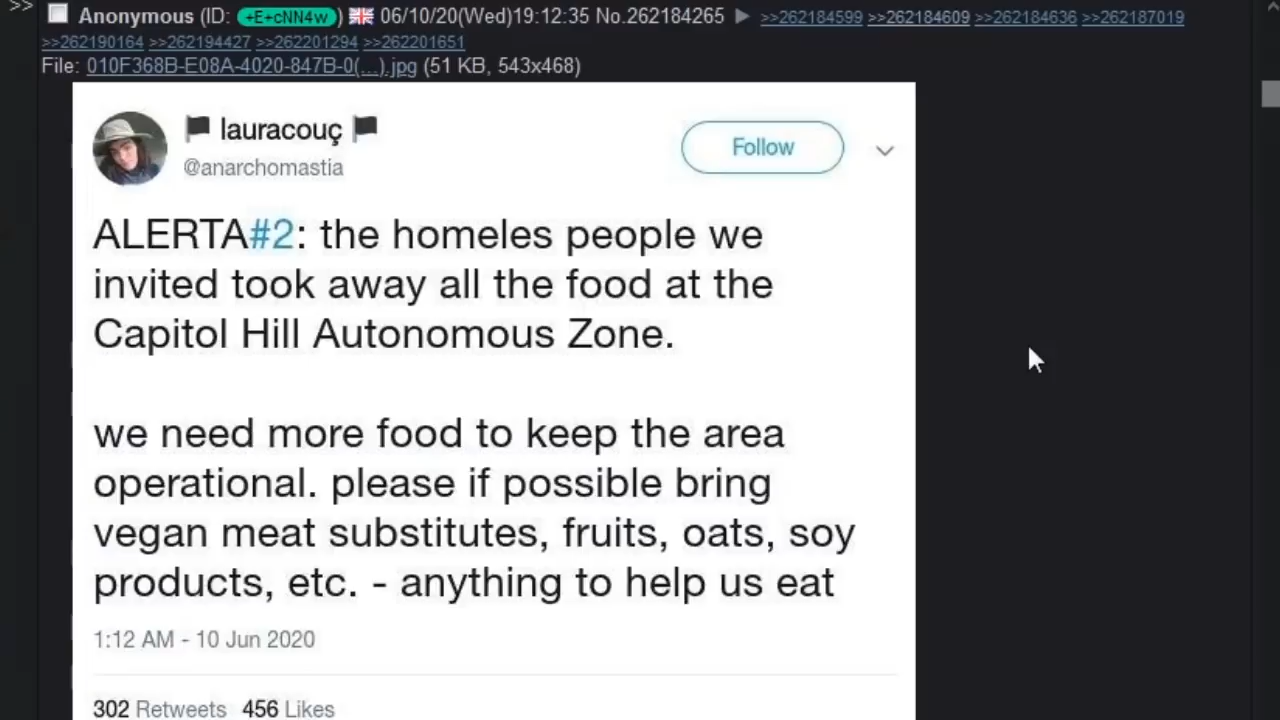 >> Anonymous (ID: +E+cNN4w) 06/10/20(Wed)19:12:35 No.262184265 ▶ >>262184599 >>262184609 >>262184636 >>262187019
>>262190164 >>262194427 >>262201294 >>262201651
File: 010F368B-E08A-4020-847B-0(...).jpg (51 KB, 543x468)
🏴 lauracouç 🏴
@anarchomastia
Follow
ALERTA#2: the homeles people we
invited took away all the food at the
Capitol Hill Autonomous Zone.
we need more food to keep the area
operational. please if possible bring
vegan meat substitutes, fruits, oats, soy
products, etc. - anything to help us eat
1:12 AM - 10 Jun 2020
302 Retweets 456 Likes